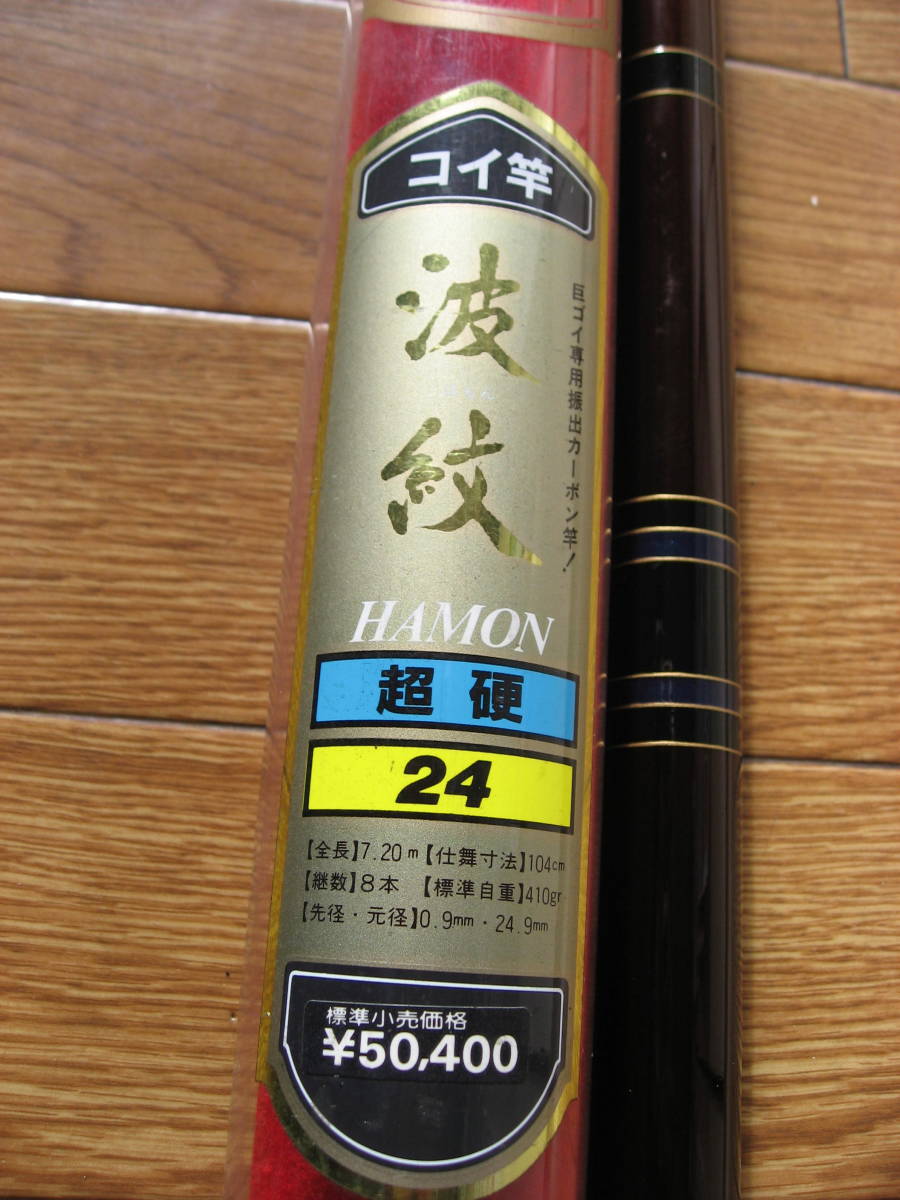 コイ竿
波紋
巨ゴイ専用振出カーボン竿!
HAMON
超硬
24
【全長】7.20m【仕舞寸法】104cm
【継数】8本 【標準自重】410gr
【先径・元径】0.9mm・24.9mm
標準小売価格
¥50,400